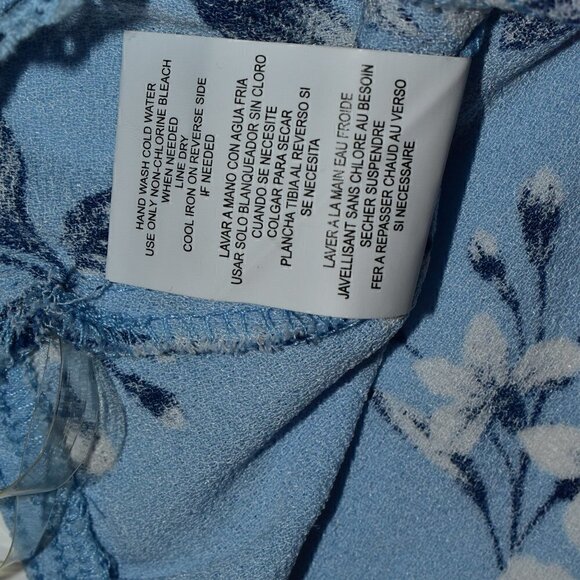 HAND WASH COLD WATER
USE ONLY NON-CHLORINE BLEACH
WHEN NEEDED
LINE DRY
COOL IRON ON REVERSE SIDE
IF NEEDED
LAVAR A MANO CON AGUA FRIA
USAR SOLO BLANQUEADOR SIN CLORO
CUANDO SE NECESITE
COLGAR PARA SECAR
PLANCHA TIBIA AL REVERSO SI
SE NECESITA
LAVER A LA MAIN EAU FROIDE
JAVELLISANT SANS CHLORE AU BESOIN
SECHER SUSPENDRE
FER A REPASSER CHAUD AU VERSO
SI NECESSAIRE